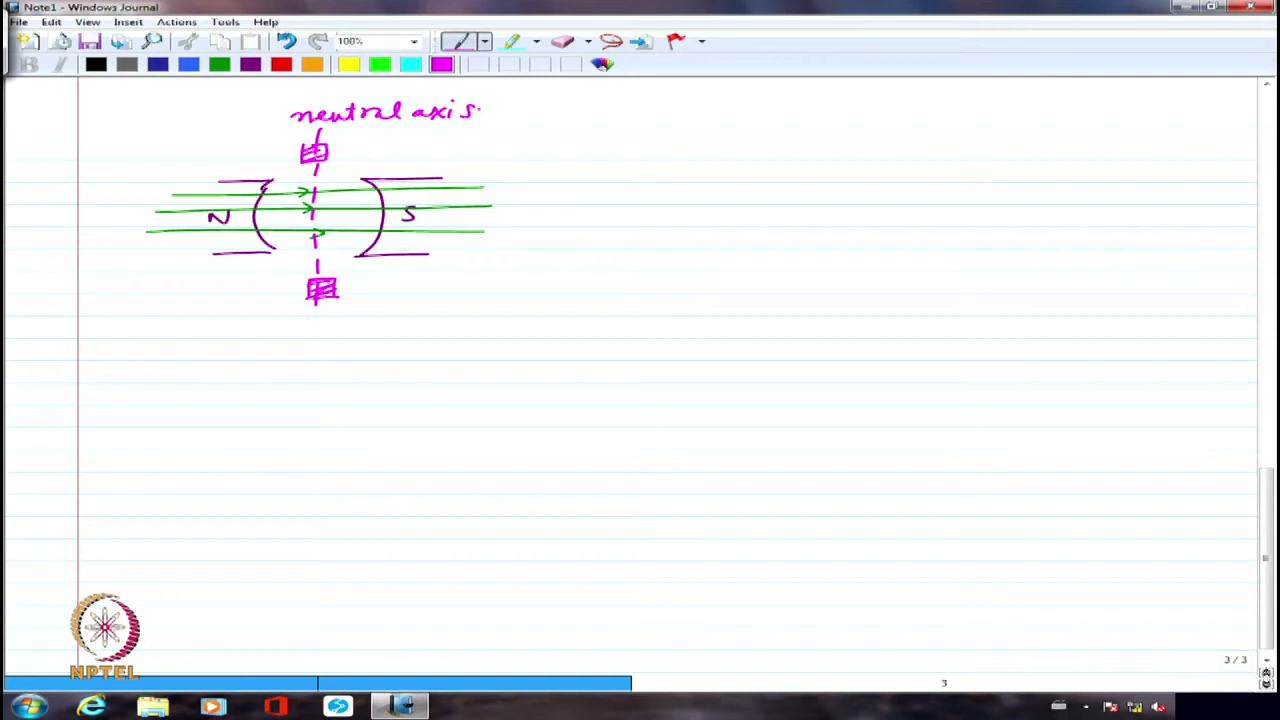 Note1 - Windows Journal
File Edit View Insert Actions Tools Help
100%
B I
neutral axis
N S
3 / 3
NPTEL
3